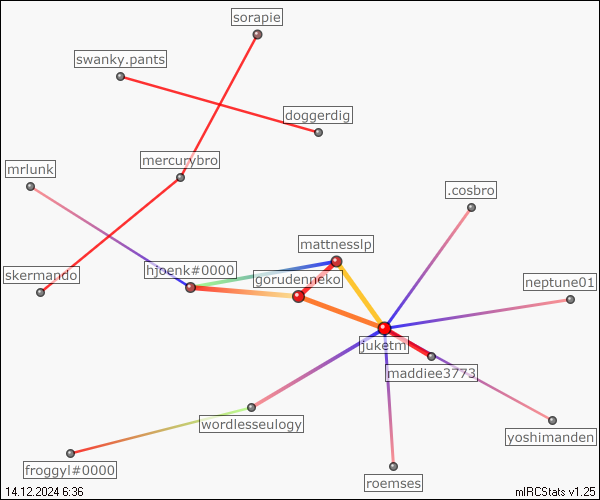 sorapie
swanky.pants
doggerdig
mercurybro
mrlunk
.cosbro
mattnesslp
skermando
hjoenk#0000
gorudenneko
neptune01
juketm
maddiee3773
wordlesseulogy
yoshimanden
froggyl#0000
roemses
14.12.2024 6:36
mIRCStats v1.25